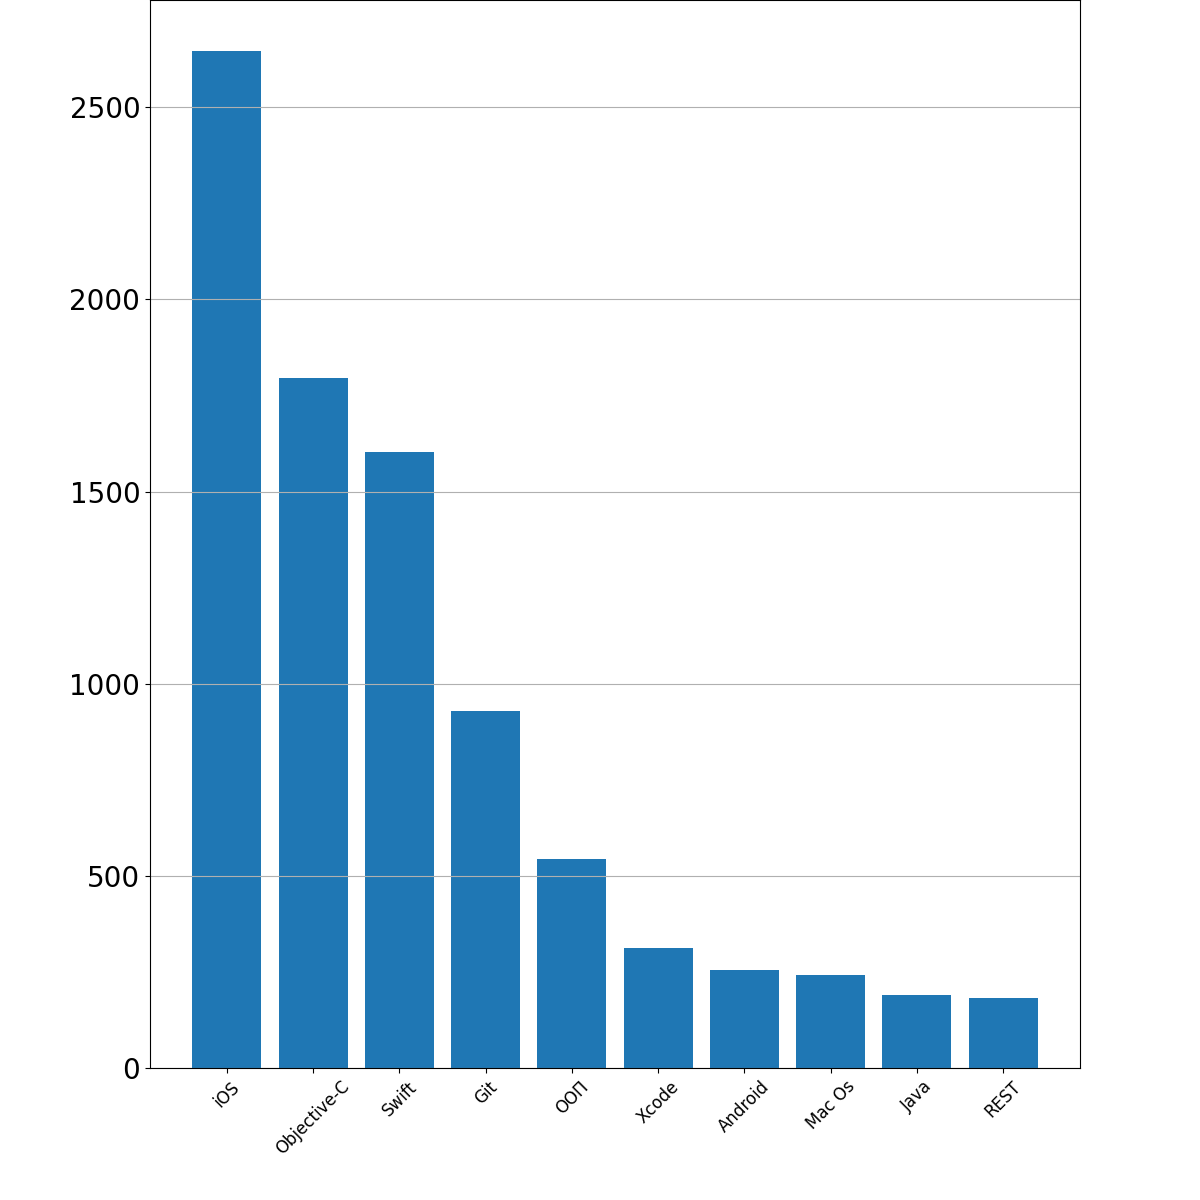 2500
2000
1500
1000
500
0
iOS
Objective-C
Swift
Git
ООП
Xcode
Android
Mac Os
Java
REST